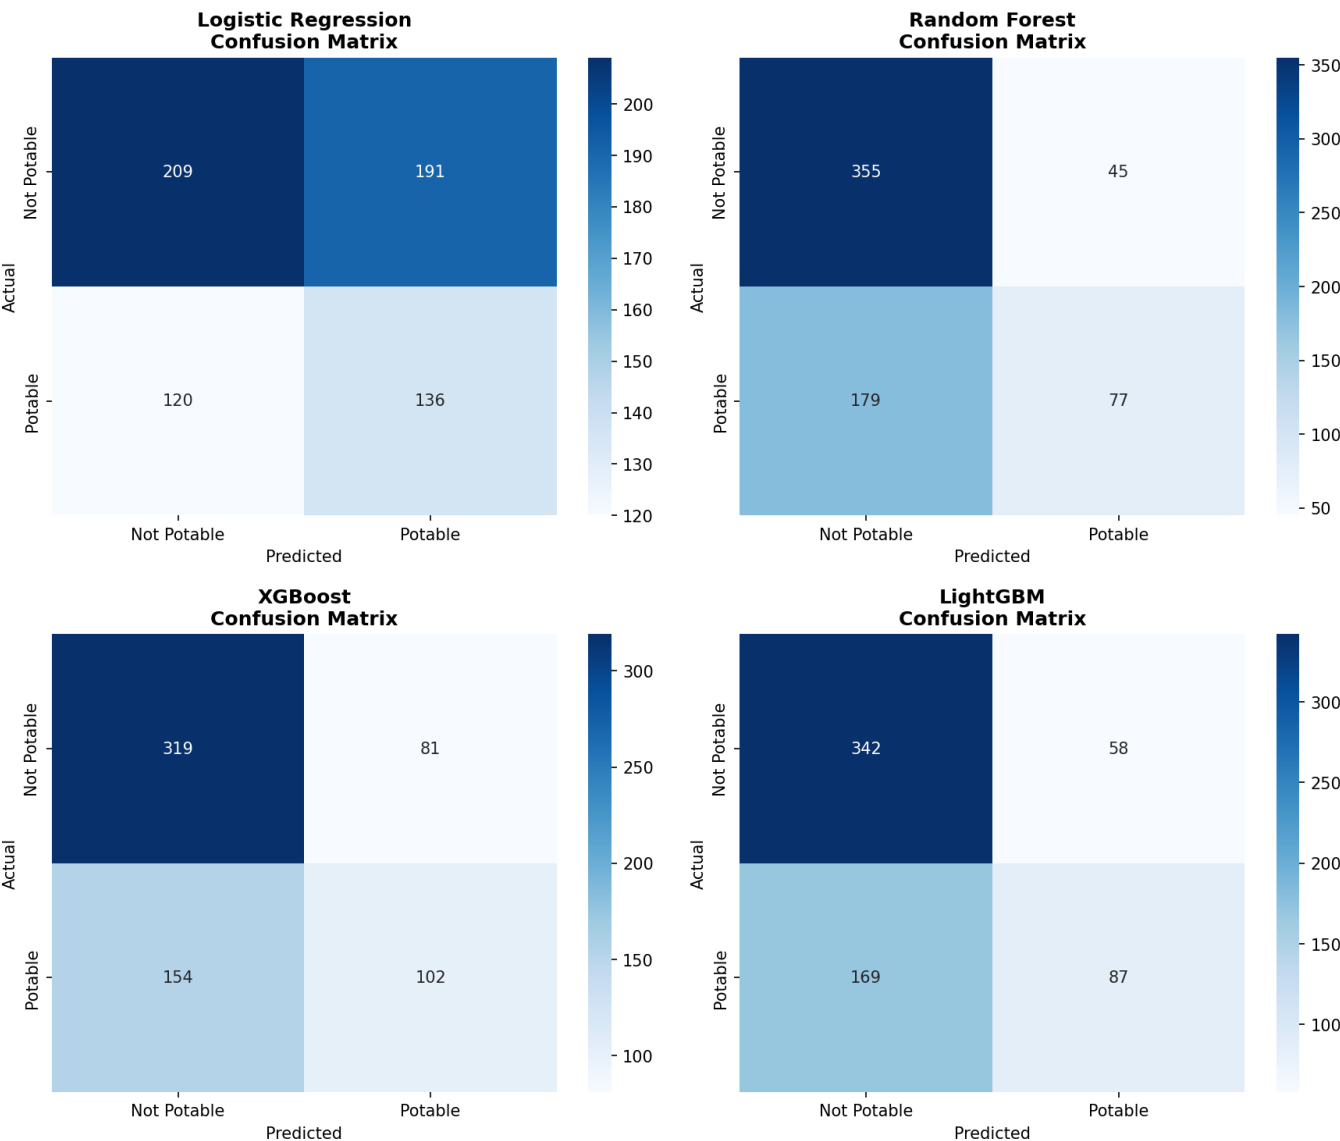 Logistic Regression
Confusion Matrix
Not Potable
Potable
Actual
209
191
120
136
Not Potable
Potable
Predicted
200
190
180
170
160
150
140
130
120
Random Forest
Confusion Matrix
Not Potable
Potable
Actual
355
45
179
77
Not Potable
Potable
Predicted
350
300
250
200
150
100
50
XGBoost
Confusion Matrix
Not Potable
Potable
Actual
319
81
154
102
Not Potable
Potable
Predicted
300
250
200
150
100
LightGBM
Confusion Matrix
Not Potable
Potable
Actual
342
58
169
87
Not Potable
Potable
Predicted
300
250
200
150
100